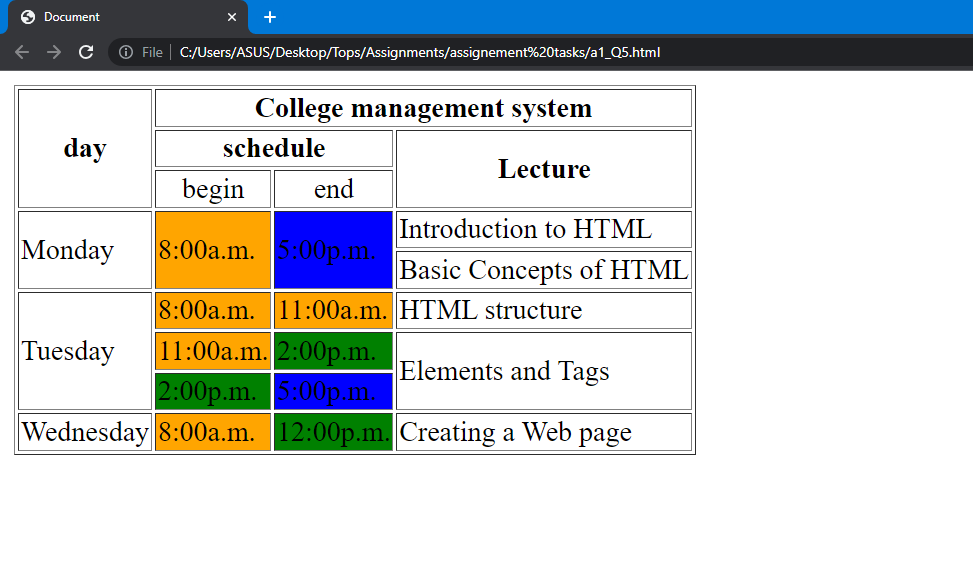 Document
File C:/Users/ASUS/Desktop/Tops/Assignments/assignement%20tasks/a1_Q5.html
day
College management system
schedule
Lecture
begin end
Monday 8:00a.m. 5:00p.m. Introduction to HTML
Basic Concepts of HTML
Tuesday 8:00a.m. 11:00a.m. HTML structure
11:00a.m. 2:00p.m. Elements and Tags
2:00p.m. 5:00p.m.
Wednesday 8:00a.m. 12:00p.m. Creating a Web page